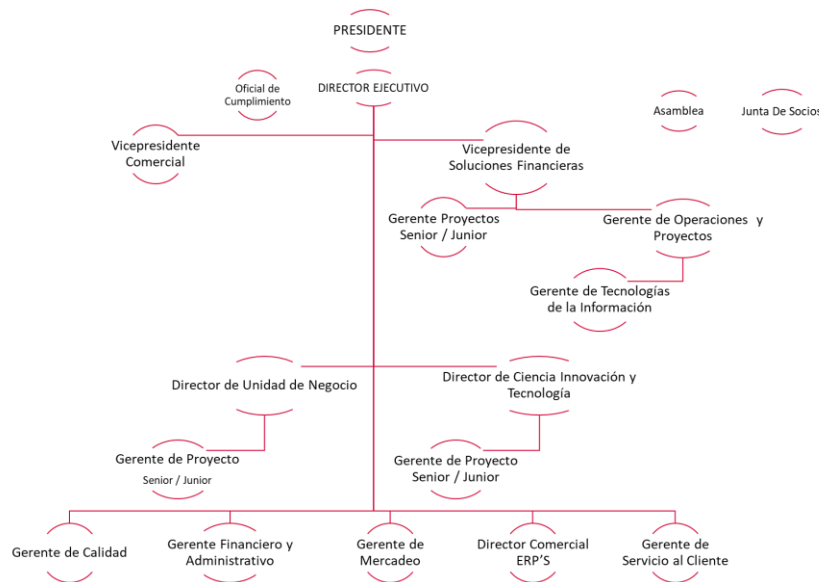 PRESIDENTE
Oficial de
Cumplimiento
DIRECTOR EJECUTIVO
Asamblea
Junta De Socios
Vicepresidente
Comercial
Vicepresidente de
Soluciones Financieras
Gerente Proyectos
Senior / Junior
Gerente de Operaciones y
Proyectos
Gerente de Tecnologías
de la Información
Director de Unidad de Negocio
Director de Ciencia Innovación y
Tecnología
Gerente de Proyecto
Senior / Junior
Gerente de Proyecto
Senior / Junior
Gerente de Calidad
Gerente Financiero y
Administrativo
Gerente de
Mercadeo
Director Comercial
ERP'S
Gerente de
Servicio al Cliente